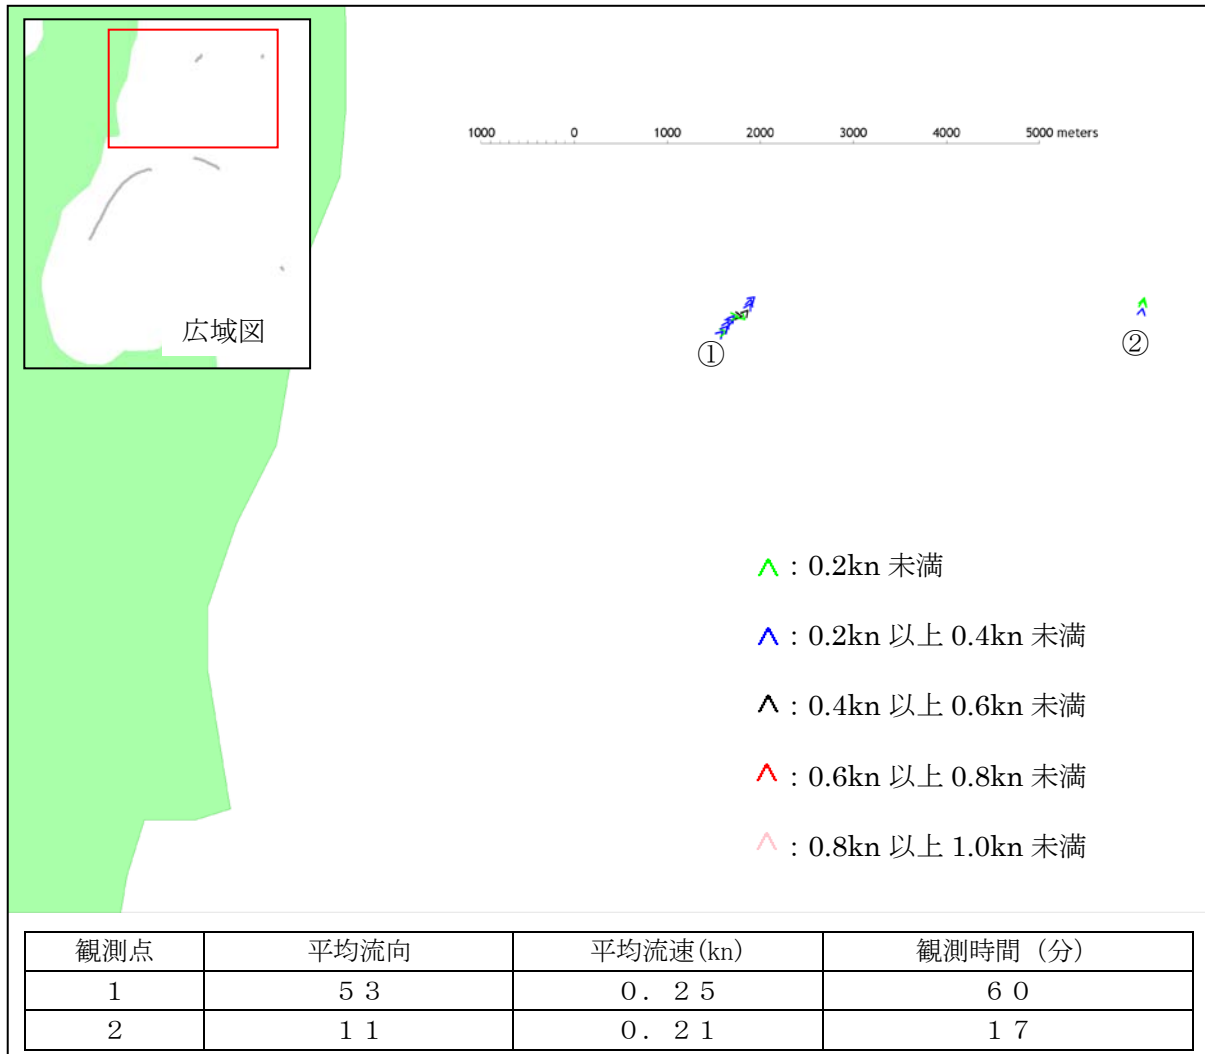 1000 0 1000 2000 3000 4000 5000 meters
広域図
①
②
：0.2kn 未満
：0.2kn 以上 0.4kn 未満
：0.4kn 以上 0.6kn 未満
：0.6kn 以上 0.8kn 未満
：0.8kn 以上 1.0kn 未満
観測点 平均流向 平均流速(kn) 観測時間（分）
1 ５３ ０．２５ ６０
2 １１ ０．２１ １７